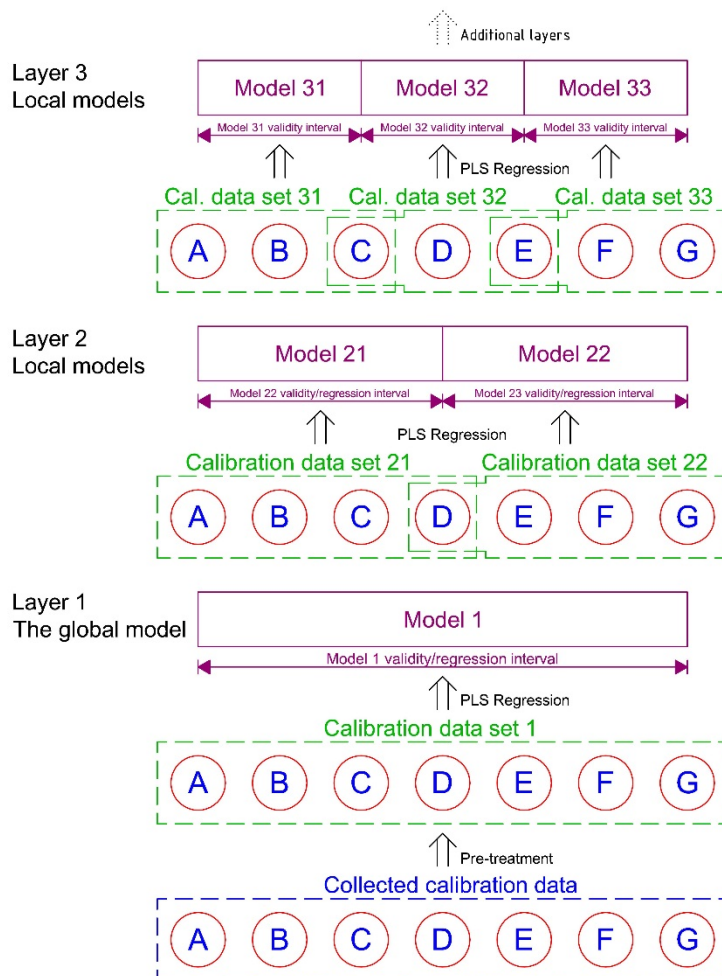 Additional layers
Layer 3
Local models
Model 31 Model 32 Model 33
Model 31 validity interval Model 32 validity interval Model 33 validity interval
PLS Regression
Cal. data set 31 Cal. data set 32 Cal. data set 33
A B C D E F G
Layer 2
Local models
Model 21 Model 22
Model 22 validity/regression interval Model 23 validity/regression interval
PLS Regression
Calibration data set 21 Calibration data set 22
A B C D E F G
Layer 1
The global model
Model 1
Model 1 validity/regression interval
PLS Regression
Calibration data set 1
A B C D E F G
Pre-treatment
Collected calibration data
A B C D E F G